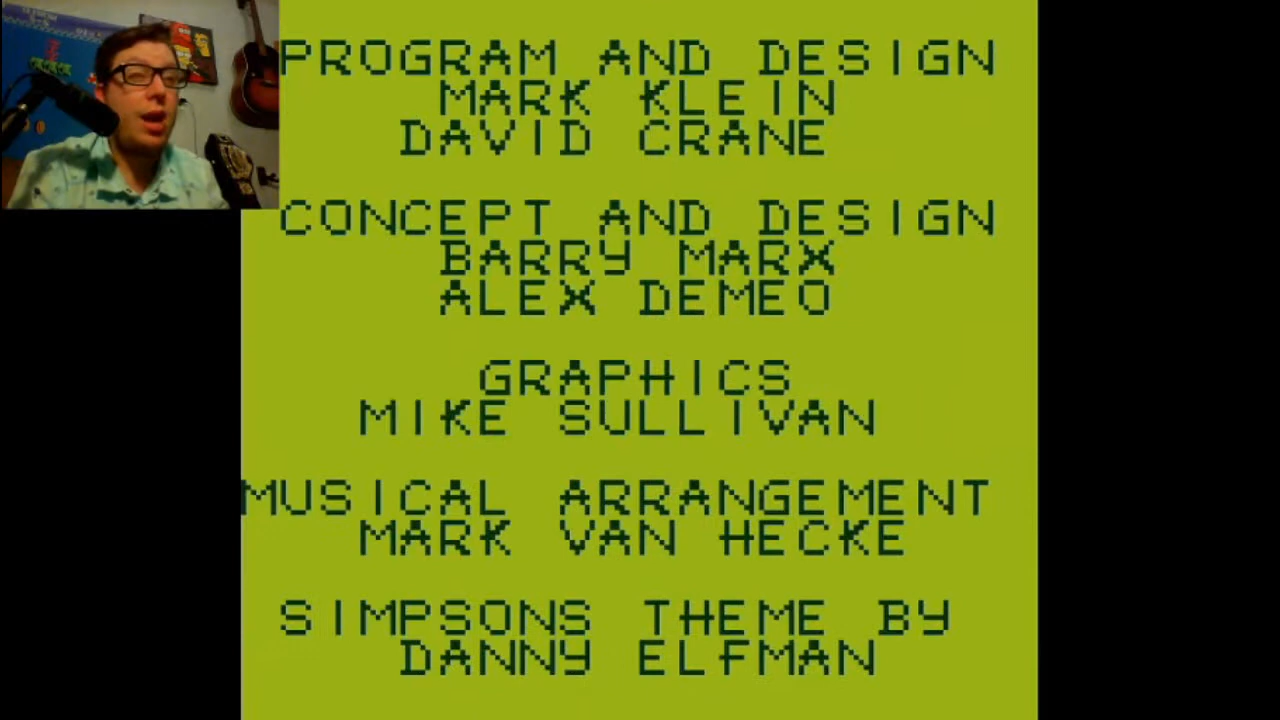 PROGRAM AND DESIGN
MARK KLEIN
DAVID CRANE
CONCEPT AND DESIGN
BARRY MARX
ALEX DEMEO
GRAPHICS
MIKE SULLIVAN
MUSICAL ARRANGEMENT
MARK VAN HECKE
SIMPSONS THEME BY
DANNY ELFMAN